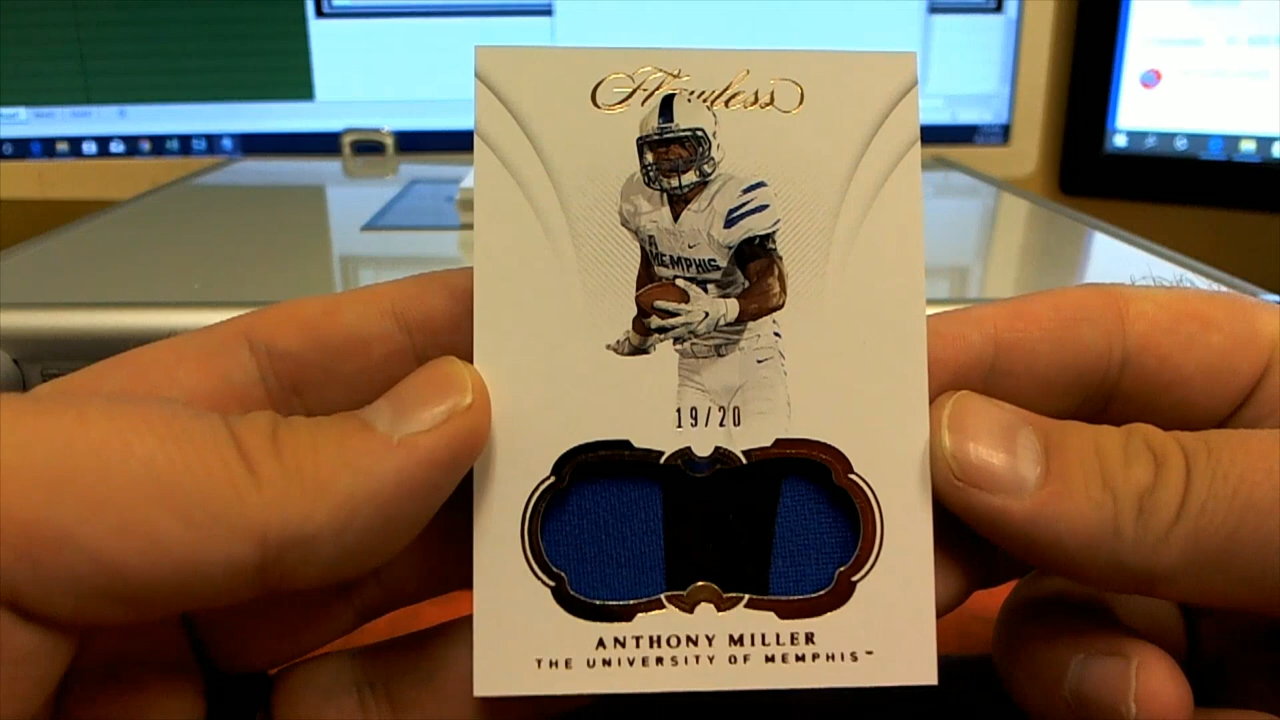 Flawless
MEMPHIS
19/20
ANTHONY MILLER
THE UNIVERSITY OF MEMPHIS™